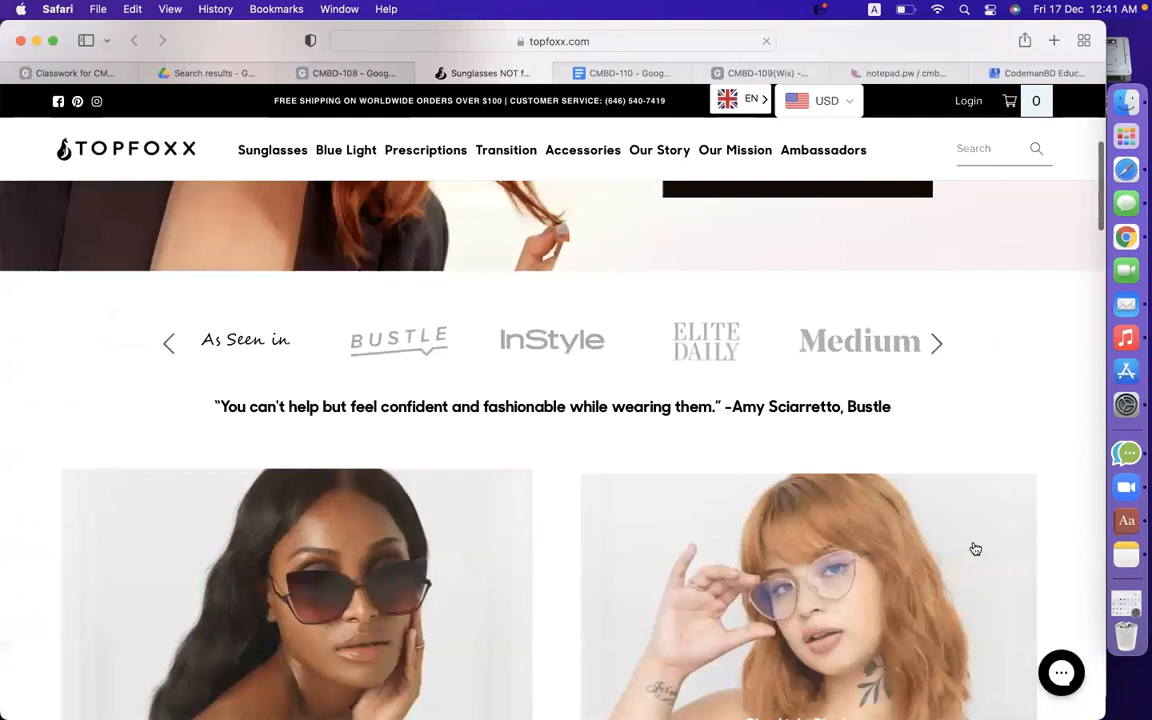 Safari File Edit View History Bookmarks Window Help A Fri 17 Dec 12:41 AM
topfoxx.com
Classwork for CM... Search results - G... CMBD-108 - Goog... Sunglasses NOT f... CMBD-110 - Goog... CMBD-109(Wix) -... notepad.pw / cmb... CodemanBD Educ...
FREE SHIPPING ON WORLDWIDE ORDERS OVER $100 | CUSTOMER SERVICE: (646) 540-7419 EN USD Login 0
TOPFOXX Sunglasses Blue Light Prescriptions Transition Accessories Our Story Our Mission Ambassadors Search
As Seen in BUSTLE InStyle ELITE DAILY Medium
“You can't help but feel confident and fashionable while wearing them.” -Amy Sciarretto, Bustle
Aa